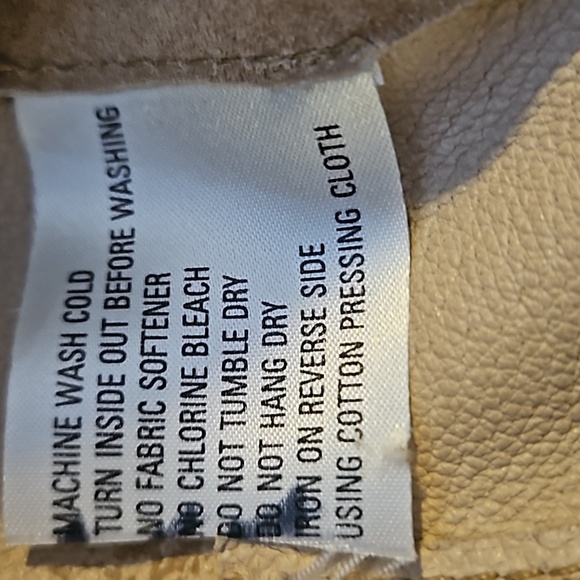 MACHINE WASH COLD
TURN INSIDE OUT BEFORE WASHING
NO FABRIC SOFTENER
NO CHLORINE BLEACH
DO NOT TUMBLE DRY
DO NOT HANG DRY
IRON ON REVERSE SIDE
USING COTTON PRESSING CLOTH